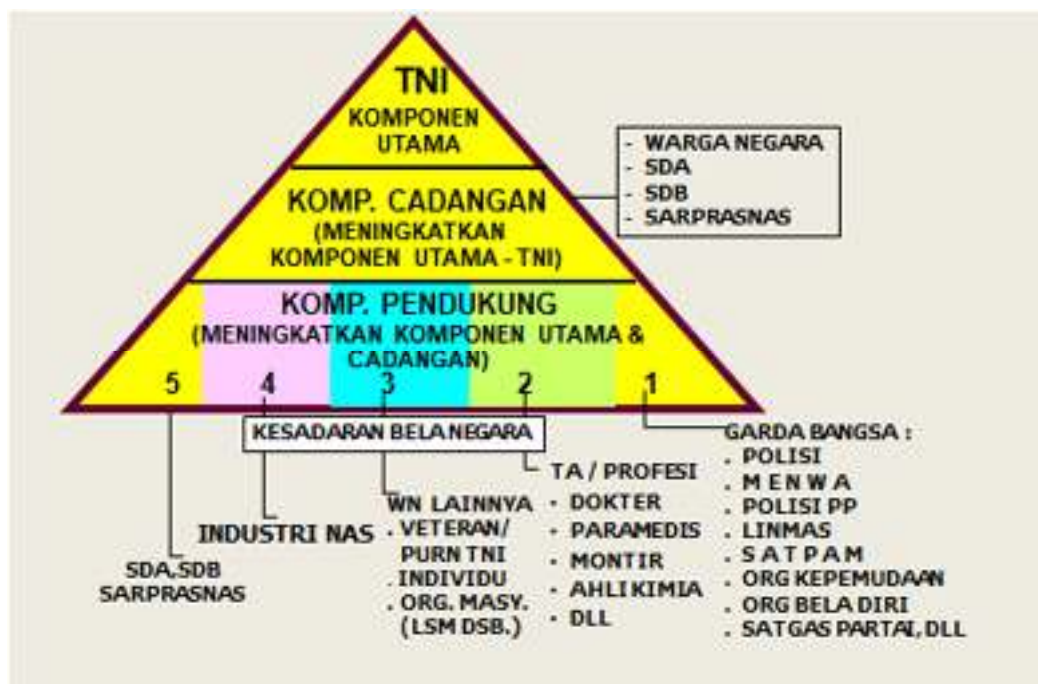 TNI
KOMPONEN
UTAMA
- WARGA NEGARA
- SDA
- SDB
- SARPRASNAS
KOMP. CADANGAN
(MENINGKATKAN
KOMPONEN UTAMA - TNI)
KOMP. PENDUKUNG
(MENINGKATKAN KOMPONEN UTAMA &
CADANGAN)
5 4 3 2 1
KESADARAN BELA NEGARA
GARDA BANGSA :
. POLISI
. M E N W A
. POLISI PP
. LINMAS
. S A T P A M
. ORG KEPEMUDAAN
. ORG BELA DIRI
. SATGAS PARTAI, DLL
TA / PROFESI
· DOKTER
· PARAMEDIS
· MONTIR
· AHLI KIMIA
· DLL
WN LAINNYA
. VETERAN/
PURN TNI
. INDIVIDU
. ORG. MASY.
(LSM DSB.)
INDUSTRI NAS
SDA, SDB
SARPRASNAS